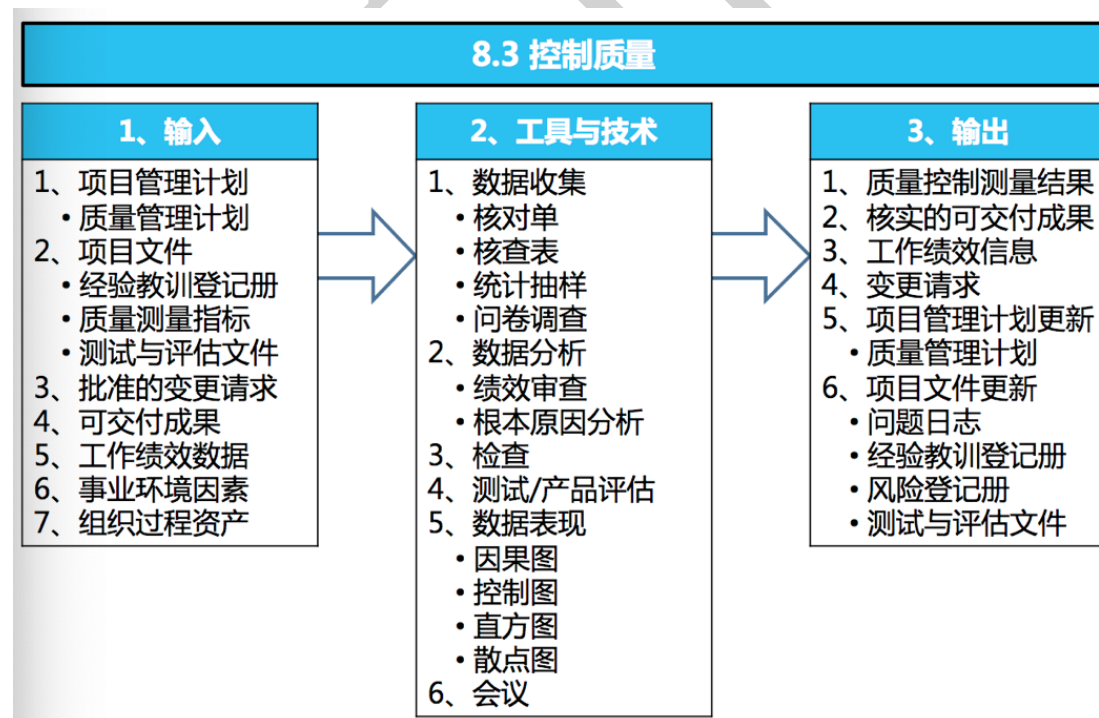 8.3 控制质量
1、输入
1、项目管理计划
• 质量管理计划
2、项目文件
• 经验教训登记册
• 质量测量指标
• 测试与评估文件
3、批准的变更请求
4、可交付成果
5、工作绩效数据
6、事业环境因素
7、组织过程资产
2、工具与技术
1、数据收集
• 核对单
• 核查表
• 统计抽样
• 问卷调查
2、数据分析
• 绩效审查
• 根本原因分析
3、检查
4、测试/产品评估
5、数据表现
• 因果图
• 控制图
• 直方图
• 散点图
6、会议
3、输出
1、质量控制测量结果
2、核实的可交付成果
3、工作绩效信息
4、变更请求
5、项目管理计划更新
• 质量管理计划
6、项目文件更新
• 问题日志
• 经验教训登记册
• 风险登记册
• 测试与评估文件